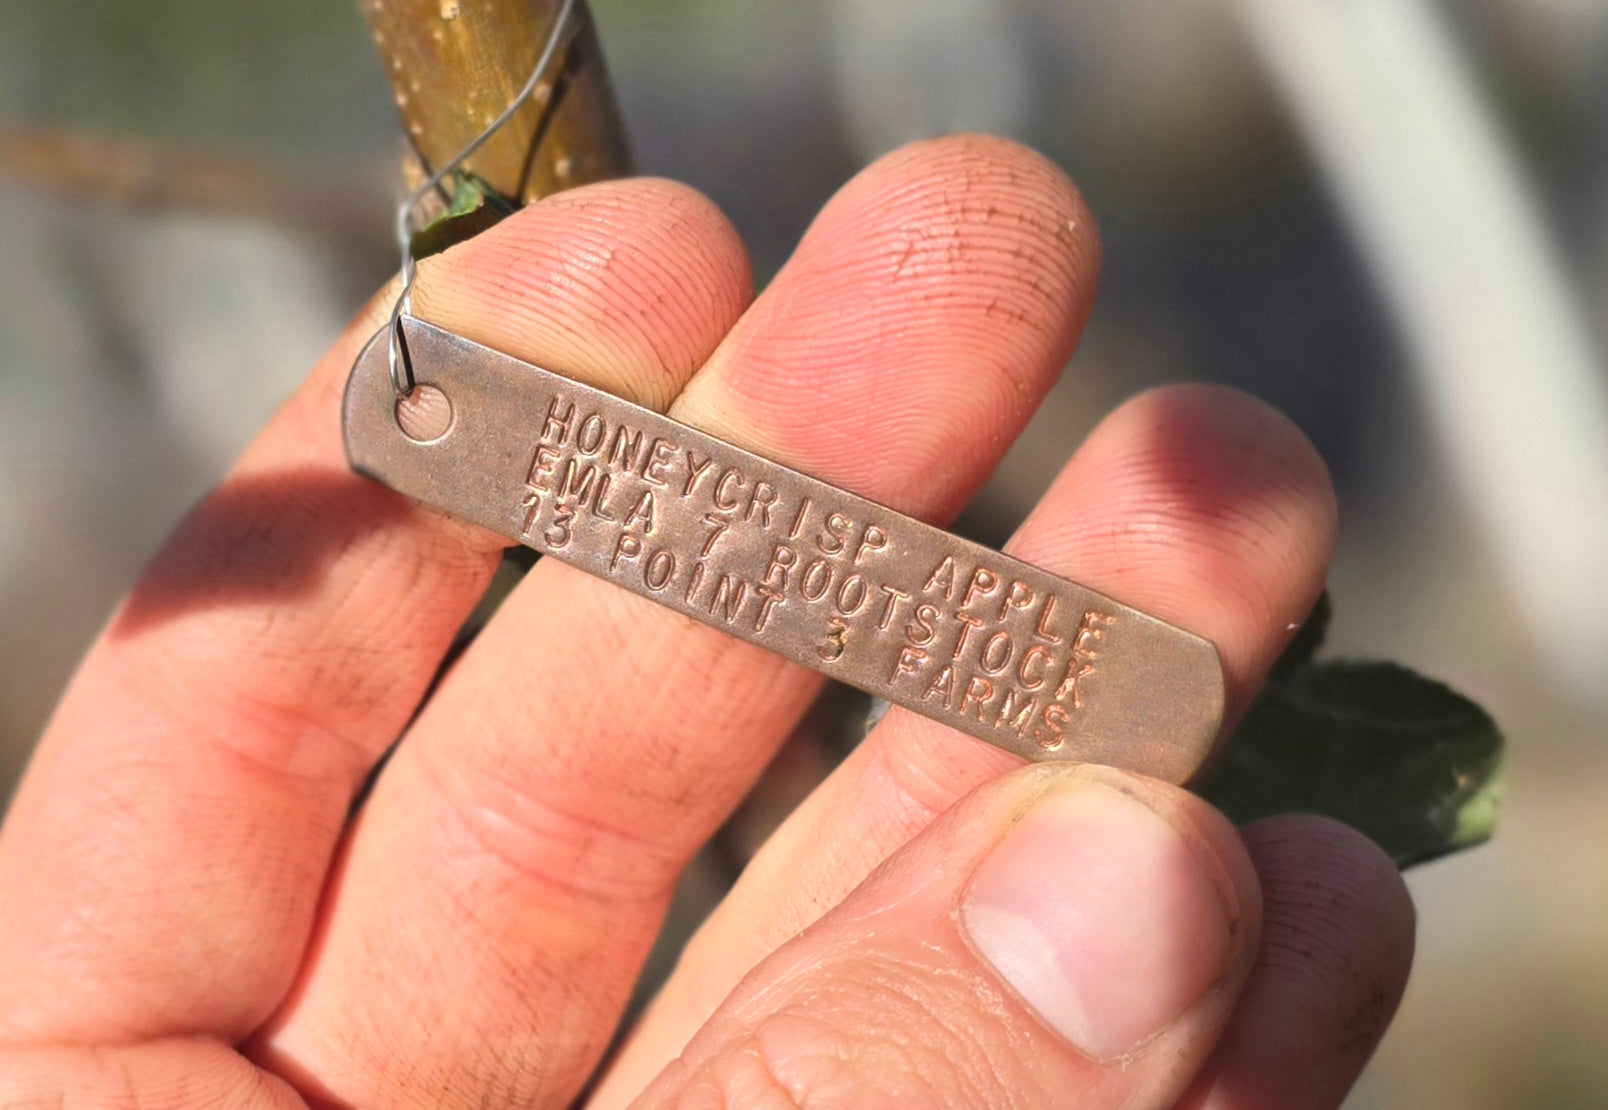 HONEYCRISP APPLE
EMLA 7 ROOTSTOCK
13 POINT 3 FARMS